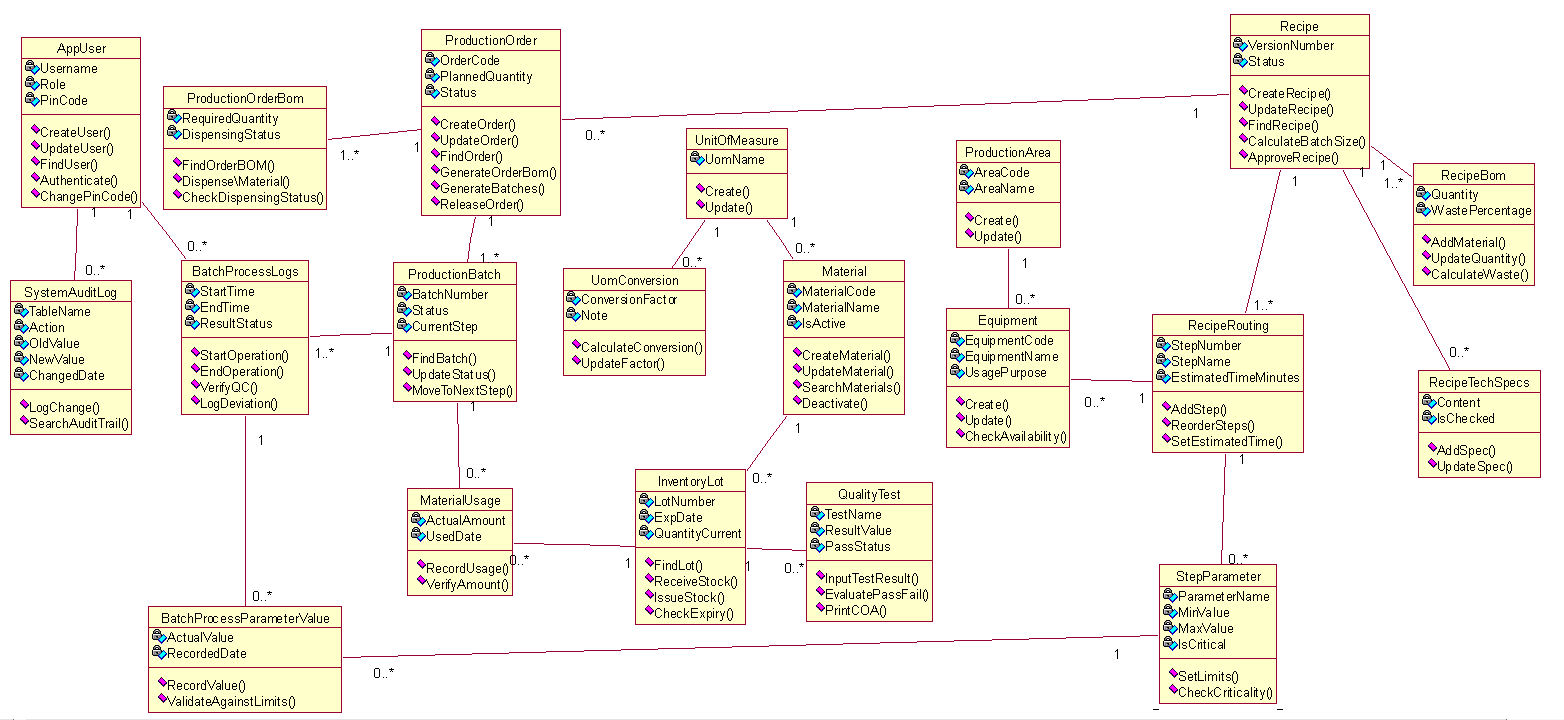 AppUser
Username
Role
PinCode
CreateUser()
UpdateUser()
FindUser()
Authenticate()
ChangePinCode()
1
1
0..*
0..*
ProductionOrderBom
RequiredQuantity
DispensingStatus
FindOrderBOM()
Dispense\Material()
CheckDispensingStatus()
1..*
1
ProductionOrder
OrderCode
PlannedQuantity
Status
CreateOrder()
UpdateOrder()
FindOrder()
GenerateOrderBom()
GenerateBatches()
ReleaseOrder()
0..*
1
1
1..*
UnitOfMeasure
UomName
Create()
Update()
1
1
0..*
0..*
ProductionArea
AreaCode
AreaName
Create()
Update()
1
0..*
Recipe
VersionNumber
Status
CreateRecipe()
UpdateRecipe()
FindRecipe()
CalculateBatchSize()
ApproveRecipe()
1
1..*
1
1
1..*
0..*
RecipeBom
Quantity
WastePercentage
AddMaterial()
UpdateQuantity()
CalculateWaste()
SystemAuditLog
TableName
Action
OldValue
NewValue
ChangedDate
LogChange()
SearchAuditTrail()
BatchProcessLogs
StartTime
EndTime
ResultStatus
StartOperation()
EndOperation()
VerifyQC()
LogDeviation()
1..*
1
1
0..*
ProductionBatch
BatchNumber
Status
CurrentStep
FindBatch()
UpdateStatus()
MoveToNextStep()
1
0..*
UomConversion
ConversionFactor
Note
CalculateConversion()
UpdateFactor()
Material
MaterialCode
MaterialName
IsActive
CreateMaterial()
UpdateMaterial()
SearchMaterials()
Deactivate()
1
0..*
Equipment
EquipmentCode
EquipmentName
UsagePurpose
Create()
Update()
CheckAvailability()
0..*
1
RecipeRouting
StepNumber
StepName
EstimatedTimeMinutes
AddStep()
ReorderSteps()
SetEstimatedTime()
1
0..*
RecipeTechSpecs
Content
IsChecked
AddSpec()
UpdateSpec()
MaterialUsage
ActualAmount
UsedDate
RecordUsage()
VerifyAmount()
0..*
1
InventoryLot
LotNumber
ExpDate
QuantityCurrent
FindLot()
ReceiveStock()
IssueStock()
CheckExpiry()
1
0..*
QualityTest
TestName
ResultValue
PassStatus
InputTestResult()
EvaluatePassFail()
PrintCOA()
BatchProcessParameterValue
ActualValue
RecordedDate
RecordValue()
ValidateAgainstLimits()
0..*
1
StepParameter
ParameterName
MinValue
MaxValue
IsCritical
SetLimits()
CheckCriticality()